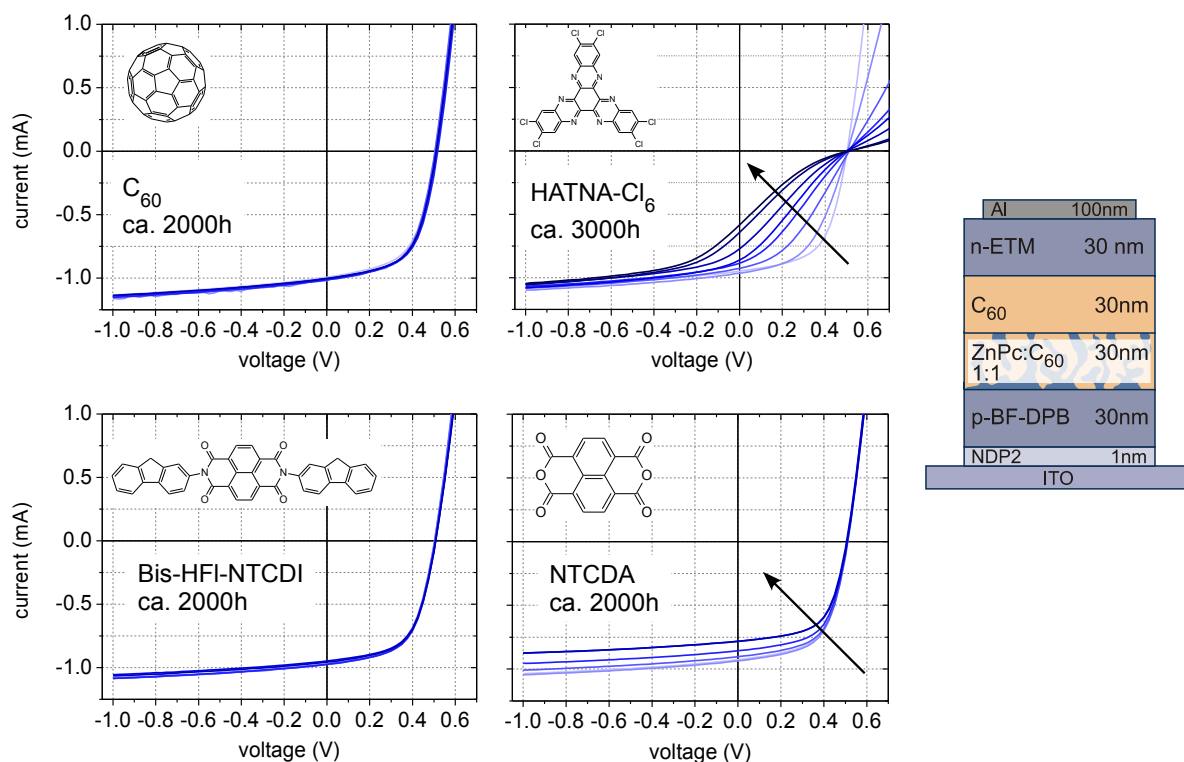 1.0
0.5
0.0
-0.5
-1.0
current (mA)
C60
ca. 2000h
-1.0 -0.8 -0.6 -0.4 -0.2 0.0 0.2 0.4 0.6
voltage (V)
Cl Cl
N N
N N
N N
Cl Cl
Cl Cl
HATNA-Cl6
ca. 3000h
-1.0 -0.8 -0.6 -0.4 -0.2 0.0 0.2 0.4 0.6
voltage (V)
Al 100nm
n-ETM 30 nm
C60 30nm
ZnPc:C60 30nm
1:1
p-BF-DPB 30nm
NDP2 1nm
ITO
1.0
0.5
0.0
-0.5
-1.0
current (mA)
O O
N N
O O
Bis-HFl-NTCDI
ca. 2000h
-1.0 -0.8 -0.6 -0.4 -0.2 0.0 0.2 0.4 0.6
voltage (V)
O O
O O
O O
NTCDA
ca. 2000h
-1.0 -0.8 -0.6 -0.4 -0.2 0.0 0.2 0.4 0.6
voltage (V)